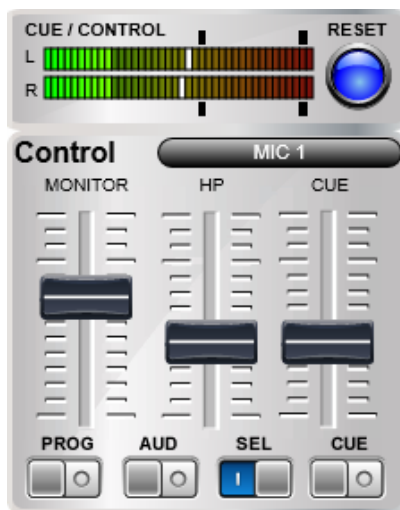 CUE / CONTROL RESET
L
R
Control MIC 1
MONITOR HP CUE
PROG AUD SEL CUE